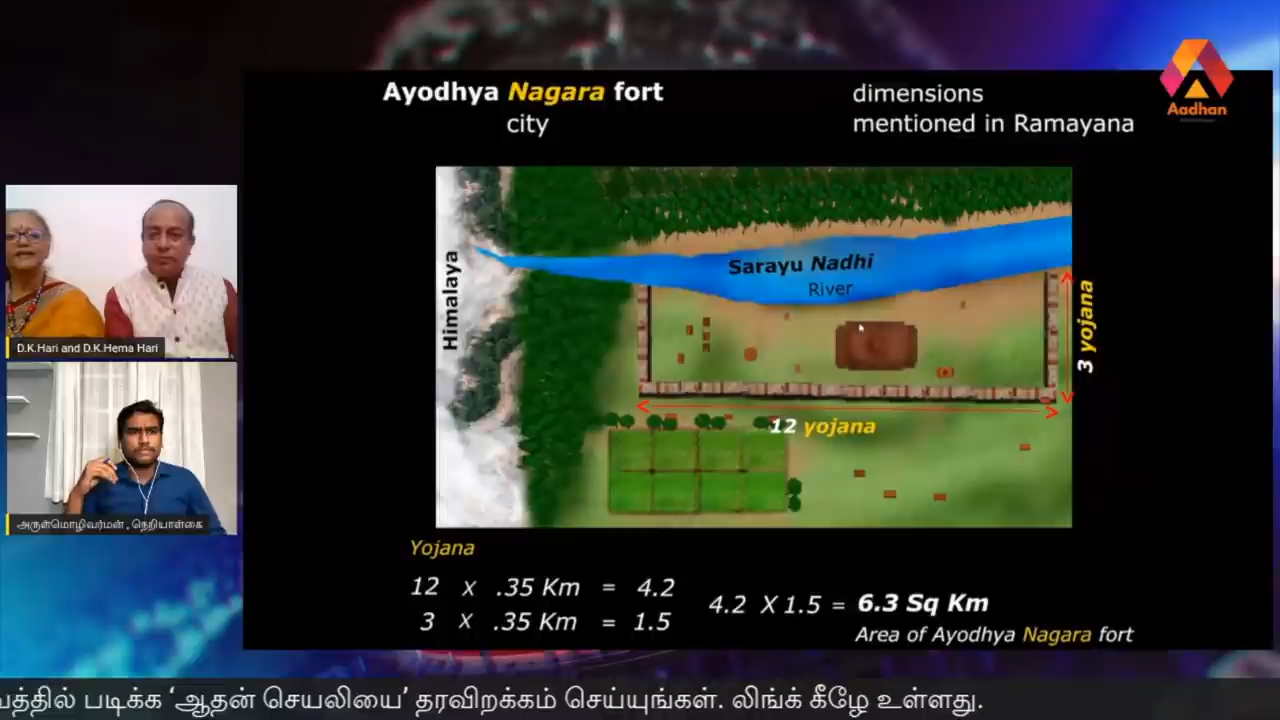 Ayodhya Nagara fort
city
dimensions
mentioned in Ramayana
Aadhan
Himalaya
Sarayu Nadhi
River
3 yojana
12 yojana
D.K.Hari and D.K.Hema Hari
அருள்மொழிவர்மன் , நெறியாள்கை
Yojana
12 x .35 Km = 4.2
3 x .35 Km = 1.5
4.2 X 1.5 = 6.3 Sq Km
Area of Ayodhya Nagara fort
படிக்க ‘ஆதன் செயலியை’ தரவிறக்கம் செய்யுங்கள். லிங்க் கீழே உள்ளது.